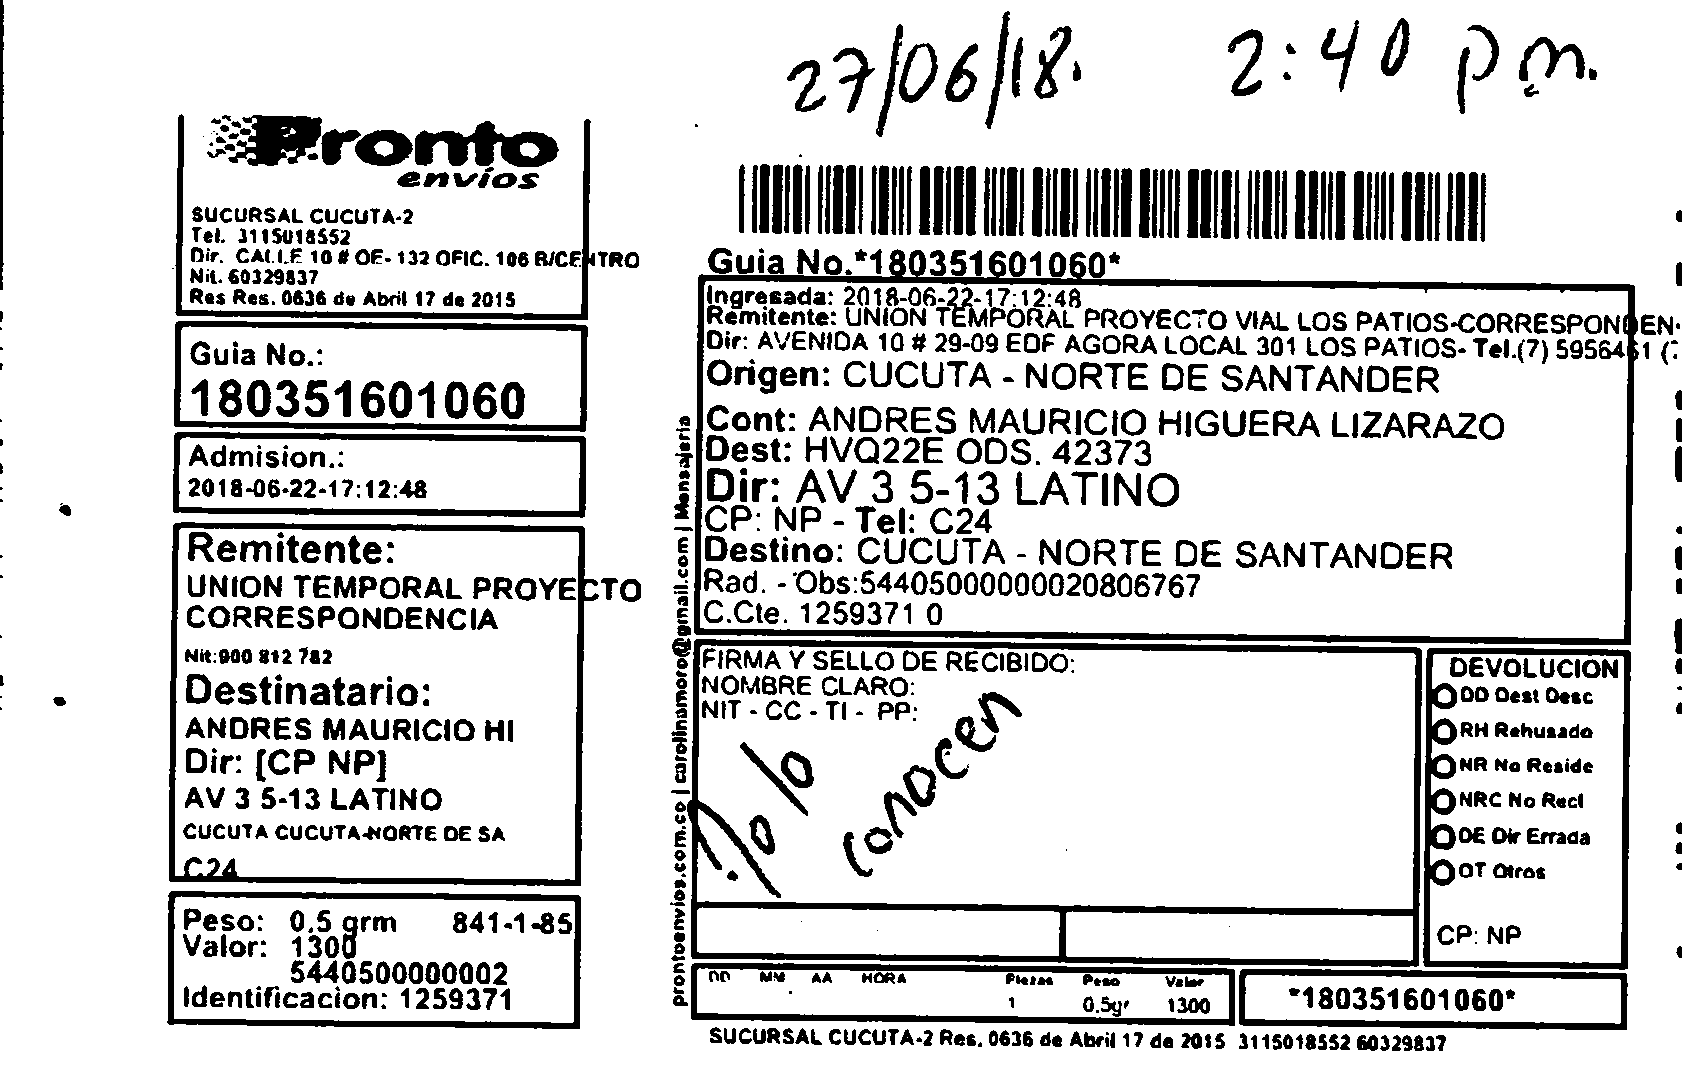 27/06/18. 2:40 pm.
Pronto
envíos
SUCURSAL CUCUTA-2
Tel. 3115018552
Dir. CALLE 10 # OE- 132 OFIC. 106 B/CENTRO
Nit. 60329837
Res Res. 0636 de Abril 17 de 2015
Guia No.:
180351601060
Admision.:
2018-06-22-17:12:48
Remitente:
UNION TEMPORAL PROYECTO
CORRESPONDENCIA
Nit:900 812 782
Destinatario:
ANDRES MAURICIO HI
Dir: [CP NP]
AV 3 5-13 LATINO
CUCUTA CUCUTA-NORTE DE SA
C24
Peso: 0.5 grm 841-1-85
Valor: 1300
5440500000002
Identificacion: 1259371
prontoenvios.com.co | carolinamoro@gmail.com | Mensajeria
Guia No.*180351601060*
Ingresada: 2018-06-22-17:12:48
Remitente: UNION TEMPORAL PROYECTO VIAL LOS PATIOS-CORRESPONDEN-
Dir: AVENIDA 10 # 29-09 EDF AGORA LOCAL 301 LOS PATIOS- Tel.(7) 5956461 (
Origen: CUCUTA - NORTE DE SANTANDER
Cont: ANDRES MAURICIO HIGUERA LIZARAZO
Dest: HVQ22E ODS. 42373
Dir: AV 3 5-13 LATINO
CP: NP - Tel: C24
Destino: CUCUTA - NORTE DE SANTANDER
Rad. - Obs:54405000000020806767
C.Cte. 1259371 0
FIRMA Y SELLO DE RECIBIDO:
NOMBRE CLARO:
NIT - CC - TI - PP:
No lo
conocen
DEVOLUCION
DD Dest Desc
RH Rehusado
NR No Reside
NRC No Recl
DE Dir Errada
OT Otros
CP: NP
DD MM AA HORA Piezas Peso Valor
1 0.5gr 1300
*180351601060*
SUCURSAL CUCUTA-2 Res. 0636 de Abril 17 de 2015 3115018552 60329837